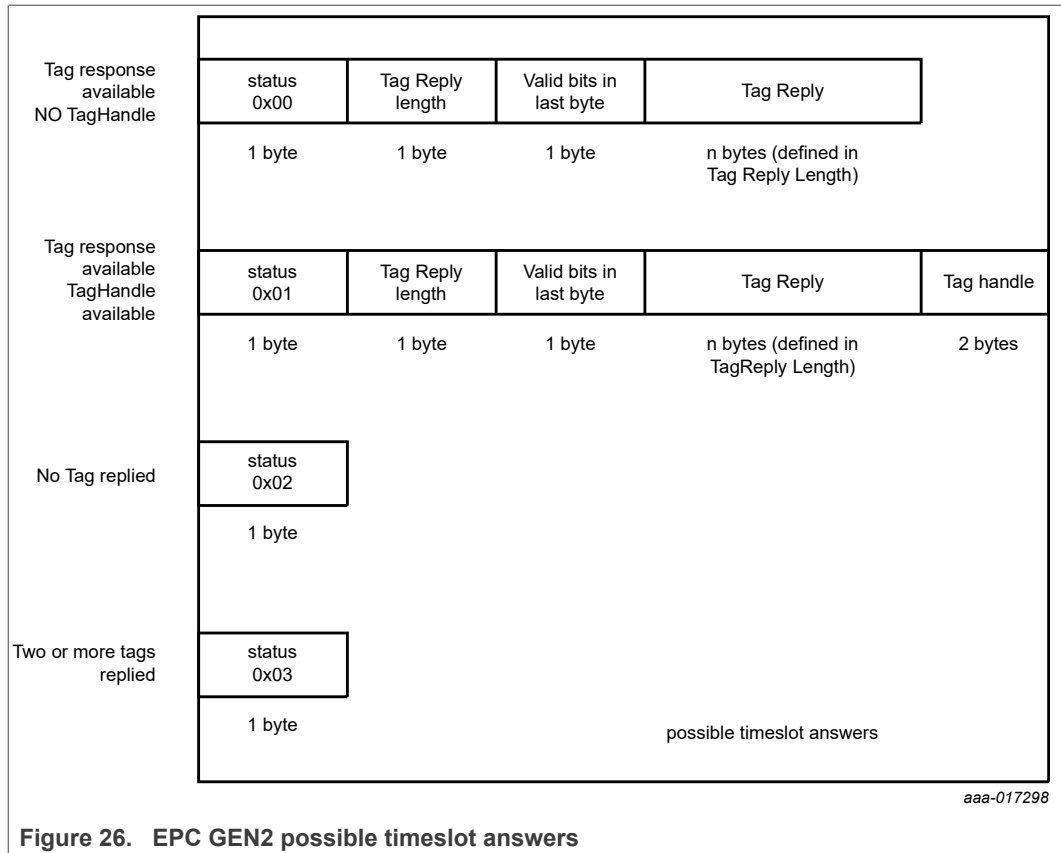 Tag response
available
NO TagHandle
status
0x00
Tag Reply
length
Valid bits in
last byte
Tag Reply
1 byte
1 byte
1 byte
n bytes (defined in
Tag Reply Length)
Tag response
available
TagHandle
available
status
0x01
Tag Reply
length
Valid bits in
last byte
Tag Reply
Tag handle
1 byte
1 byte
1 byte
n bytes (defined in
TagReply Length)
2 bytes
No Tag replied
status
0x02
1 byte
Two or more tags
replied
status
0x03
1 byte
possible timeslot answers
aaa-017298
Figure 26. EPC GEN2 possible timeslot answers